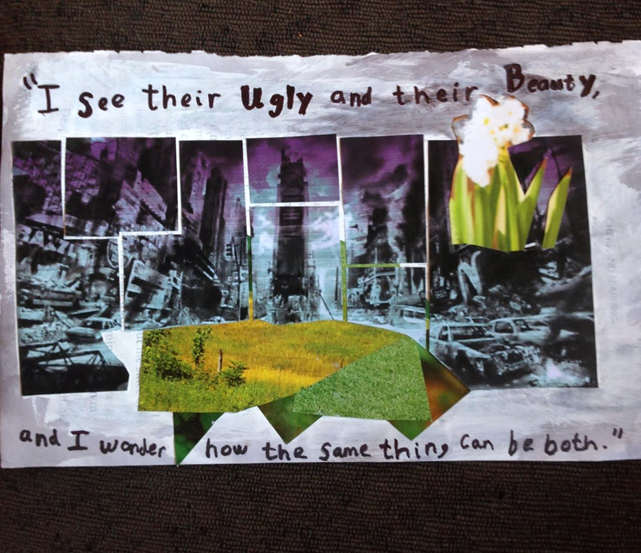 "I see their Ugly and their Beauty,
and I wonder how the same thing can be both."